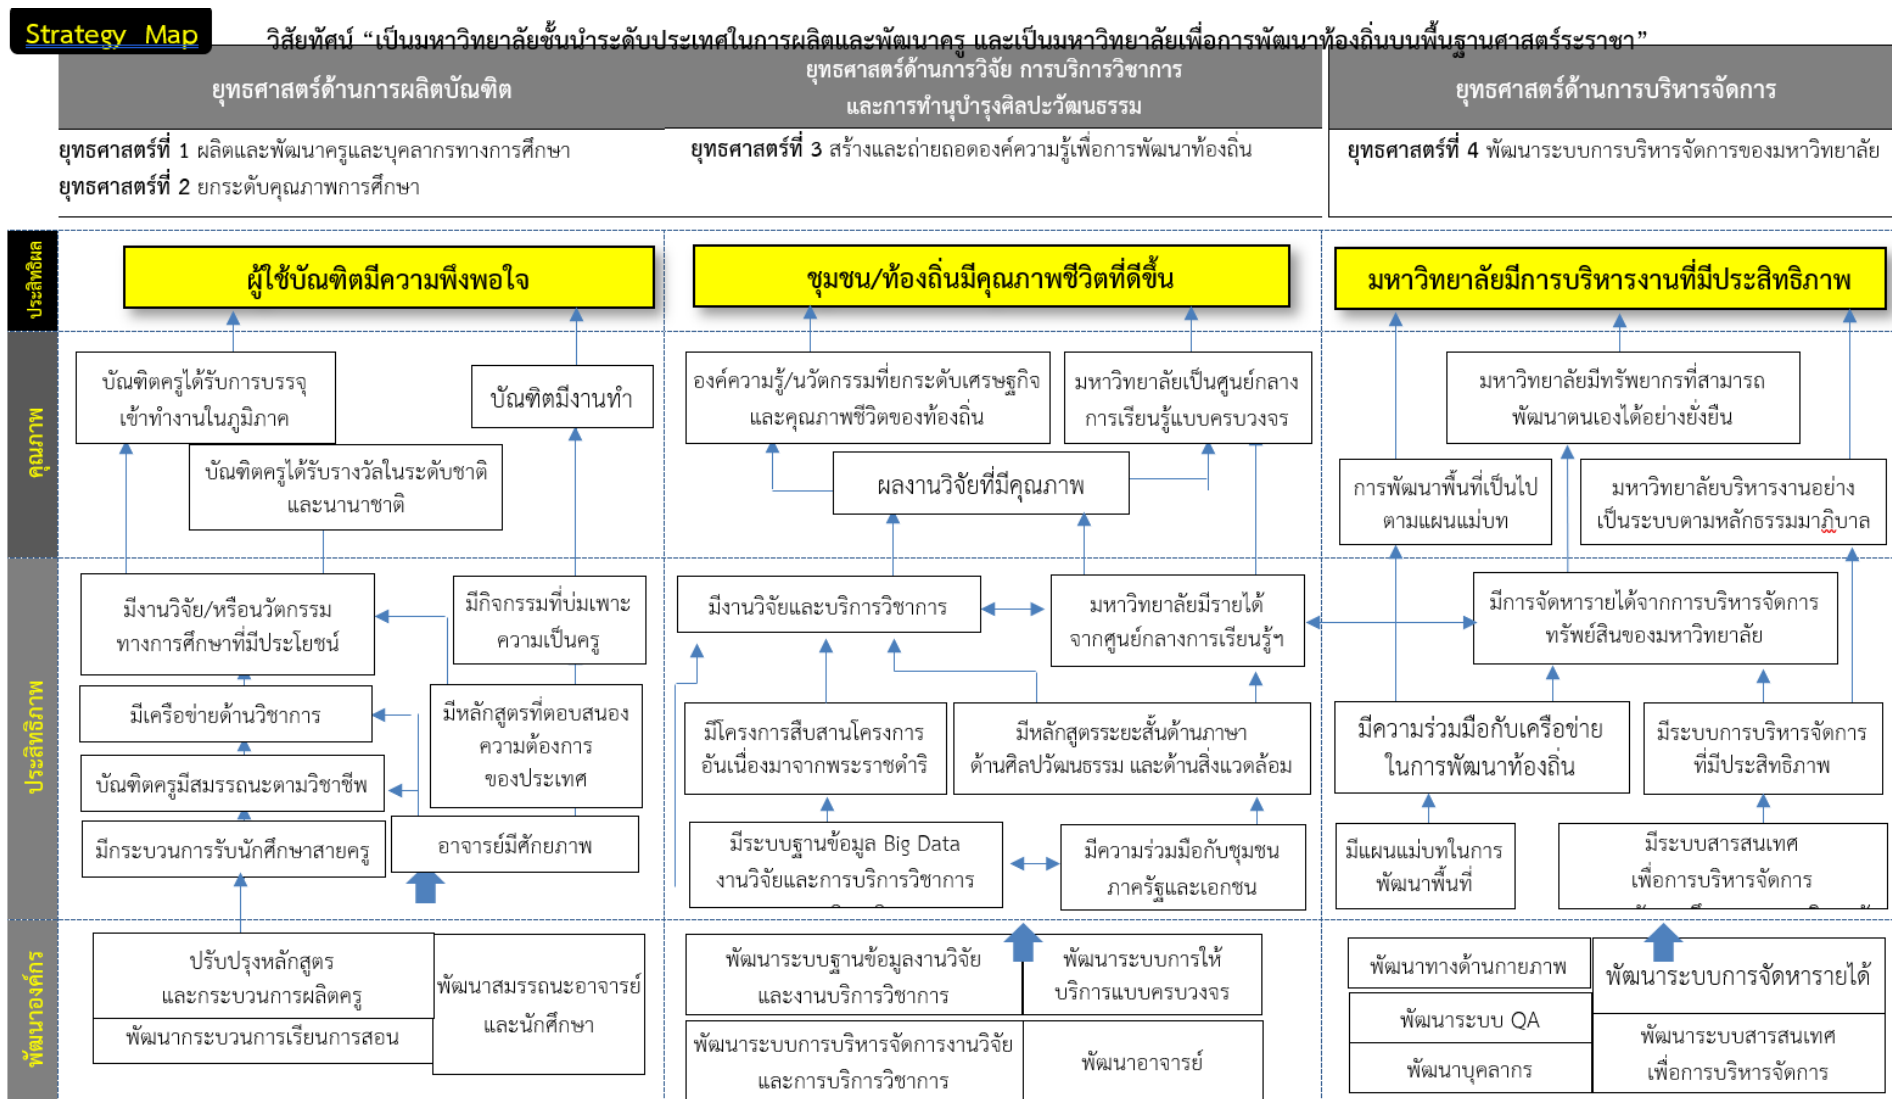 Strategy Map
วิสัยทัศน์ “เป็นมหาวิทยาลัยชั้นนำระดับประเทศในการผลิตและพัฒนาครู และเป็นมหาวิทยาลัยเพื่อการพัฒนาท้องถิ่นบนพื้นฐานศาสตร์ระราชา”
ยุทธศาสตร์ด้านการผลิตบัณฑิต
ยุทธศาสตร์ด้านการวิจัย การบริการวิชาการ
และการทำนุบำรุงศิลปะวัฒนธรรม
ยุทธศาสตร์ด้านการบริหารจัดการ
ยุทธศาสตร์ที่ 1 ผลิตและพัฒนาครูและบุคลากรทางการศึกษา
ยุทธศาสตร์ที่ 2 ยกระดับคุณภาพการศึกษา
ยุทธศาสตร์ที่ 3 สร้างและถ่ายถอดองค์ความรู้เพื่อการพัฒนาท้องถิ่น
ยุทธศาสตร์ที่ 4 พัฒนาระบบการบริหารจัดการของมหาวิทยาลัย
ประสิทธิผล
ผู้ใช้บัณฑิตมีความพึงพอใจ
ชุมชน/ท้องถิ่นมีคุณภาพชีวิตที่ดีขึ้น
มหาวิทยาลัยมีการบริหารงานที่มีประสิทธิภาพ
คุณภาพ
บัณฑิตครูได้รับการบรรจุ
เข้าทำงานในภูมิภาค
บัณฑิตมีงานทำ
บัณฑิตครูได้รับรางวัลในระดับชาติ
และนานาชาติ
องค์ความรู้/นวัตกรรมที่ยกระดับเศรษฐกิจ
และคุณภาพชีวิตของท้องถิ่น
มหาวิทยาลัยเป็นศูนย์กลาง
การเรียนรู้แบบครบวงจร
ผลงานวิจัยที่มีคุณภาพ
มหาวิทยาลัยมีทรัพยากรที่สามารถ
พัฒนาตนเองได้อย่างยั่งยืน
การพัฒนาพื้นที่เป็นไป
ตามแผนแม่บท
มหาวิทยาลัยบริหารงานอย่าง
เป็นระบบตามหลักธรรมมาภิบาล
ประสิทธิภาพ
มีงานวิจัย/หรือนวัตกรรม
ทางการศึกษาที่มีประโยชน์
มีกิจกรรมที่บ่มเพาะ
ความเป็นครู
มีเครือข่ายด้านวิชาการ
มีหลักสูตรที่ตอบสนอง
ความต้องการ
ของประเทศ
บัณฑิตครูมีสมรรถนะตามวิชาชีพ
มีกระบวนการรับนักศึกษาสายครู
อาจารย์มีศักยภาพ
มีงานวิจัยและบริการวิชาการ
มหาวิทยาลัยมีรายได้
จากศูนย์กลางการเรียนรู้ฯ
มีโครงการสืบสานโครงการ
อันเนื่องมาจากพระราชดำริ
มีหลักสูตรระยะสั้นด้านภาษา
ด้านศิลปวัฒนธรรม และด้านสิ่งแวดล้อม
มีระบบฐานข้อมูล Big Data
งานวิจัยและการบริการวิชาการ
มีความร่วมมือกับชุมชน
ภาครัฐและเอกชน
มีการจัดหารายได้จากการบริหารจัดการ
ทรัพย์สินของมหาวิทยาลัย
มีความร่วมมือกับเครือข่าย
ในการพัฒนาท้องถิ่น
มีระบบการบริหารจัดการ
ที่มีประสิทธิภาพ
มีแผนแม่บทในการ
พัฒนาพื้นที่
มีระบบสารสนเทศ
เพื่อการบริหารจัดการ
พัฒนาองค์กร
ปรับปรุงหลักสูตร
และกระบวนการผลิตครู
พัฒนากระบวนการเรียนการสอน
พัฒนาสมรรถนะอาจารย์
และนักศึกษา
พัฒนาระบบฐานข้อมูลงานวิจัย
และงานบริการวิชาการ
พัฒนาระบบการให้
บริการแบบครบวงจร
พัฒนาระบบการบริหารจัดการงานวิจัย
และการบริการวิชาการ
พัฒนาอาจารย์
พัฒนาทางด้านกายภาพ
พัฒนาระบบ QA
พัฒนาบุคลากร
พัฒนาระบบการจัดหารายได้
พัฒนาระบบสารสนเทศ
เพื่อการบริหารจัดการ